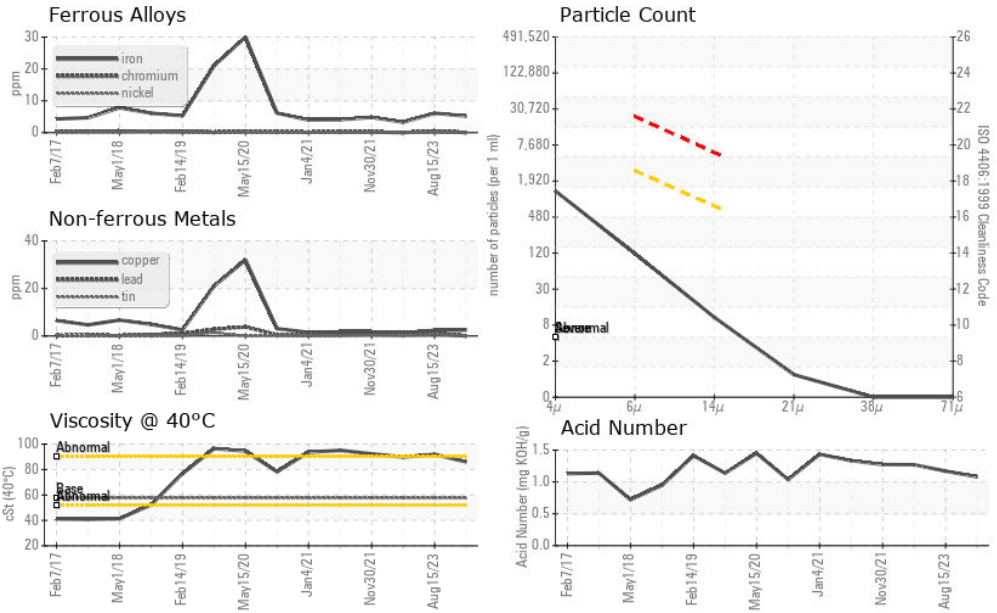 Ferrous Alloys
30
20
10
0
ppm
iron
chromium
nickel
Feb7/17
May1/18
Feb14/19
May15/20
Jan4/21
Nov30/21
Aug15/23
Non-ferrous Metals
40
20
0
ppm
copper
lead
tin
Feb7/17
May1/18
Feb14/19
May15/20
Jan4/21
Nov30/21
Aug15/23
Viscosity @ 40°C
100
80
60
40
20
cSt (40°C)
Abnormal
Base
Abnormal
Feb7/17
May1/18
Feb14/19
May15/20
Jan4/21
Nov30/21
Aug15/23
Particle Count
491,520
122,880
30,720
7,680
1,920
480
120
30
8
2
0
number of particles (per 1 ml)
Abnormal
4µ
6µ
14µ
21µ
38µ
71µ
26
24
22
20
18
16
14
12
10
8
6
ISO 4406:1999 Cleanliness Code
Acid Number
1.5
1.0
0.5
0.0
Acid Number (mg KOH/g)
Feb7/17
May1/18
Feb14/19
May15/20
Jan4/21
Nov30/21
Aug15/23